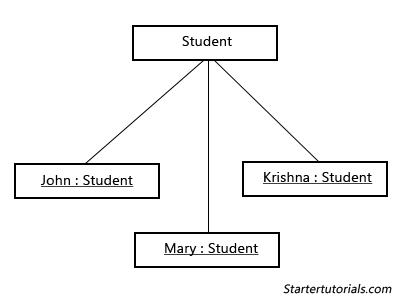 Student
John : Student
Krishna : Student
Mary : Student
Startertutorials.com